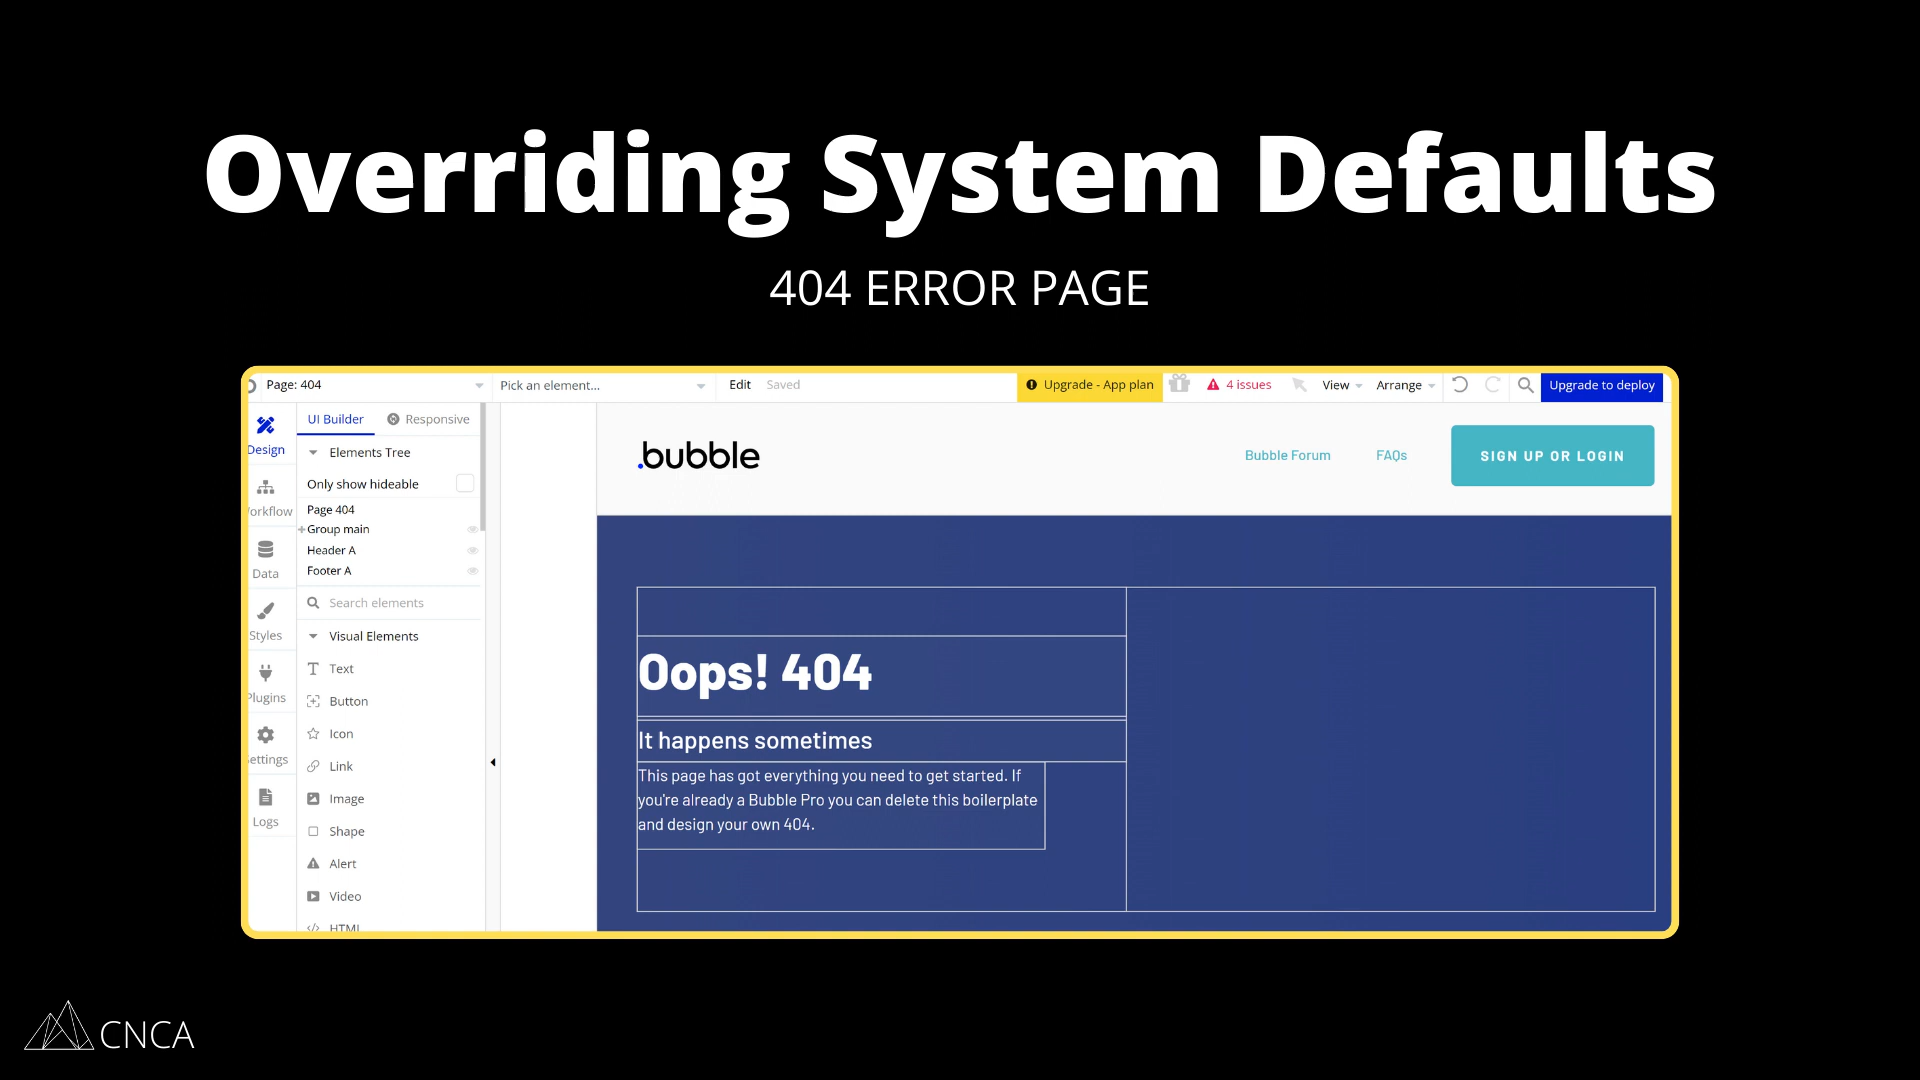 Overriding System Defaults
404 ERROR PAGE
Page: 404
Pick an element...
Edit
Saved
Upgrade - App plan
4 issues
View
Arrange
Upgrade to deploy
Design
UI Builder
Responsive
Elements Tree
Only show hideable
orkflow
Page 404
Group main
Header A
Footer A
Data
Search elements
Styles
Visual Elements
Text
Plugins
Button
Icon
ettings
Link
Image
Logs
Shape
Alert
Video
HTML
.bubble
Bubble Forum
FAQs
SIGN UP OR LOGIN
Oops! 404
It happens sometimes
This page has got everything you need to get started. If
you're already a Bubble Pro you can delete this boilerplate
and design your own 404.
CNCA